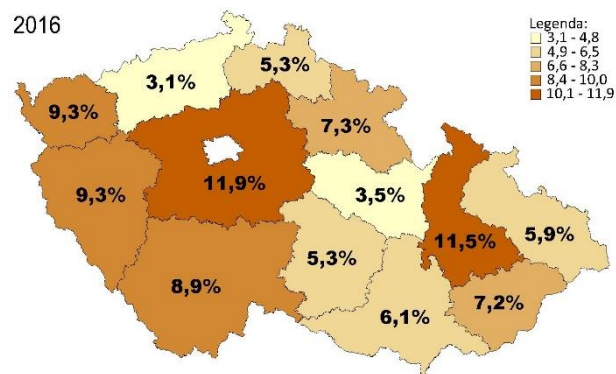 2016
Legenda:
3,1 - 4,8
4,9 - 6,5
6,6 - 8,3
8,4 - 10,0
10,1 - 11,9
3,1%
5,3%
9,3%
7,3%
9,3%
11,9%
3,5%
11,5%
5,9%
5,3%
8,9%
7,2%
6,1%